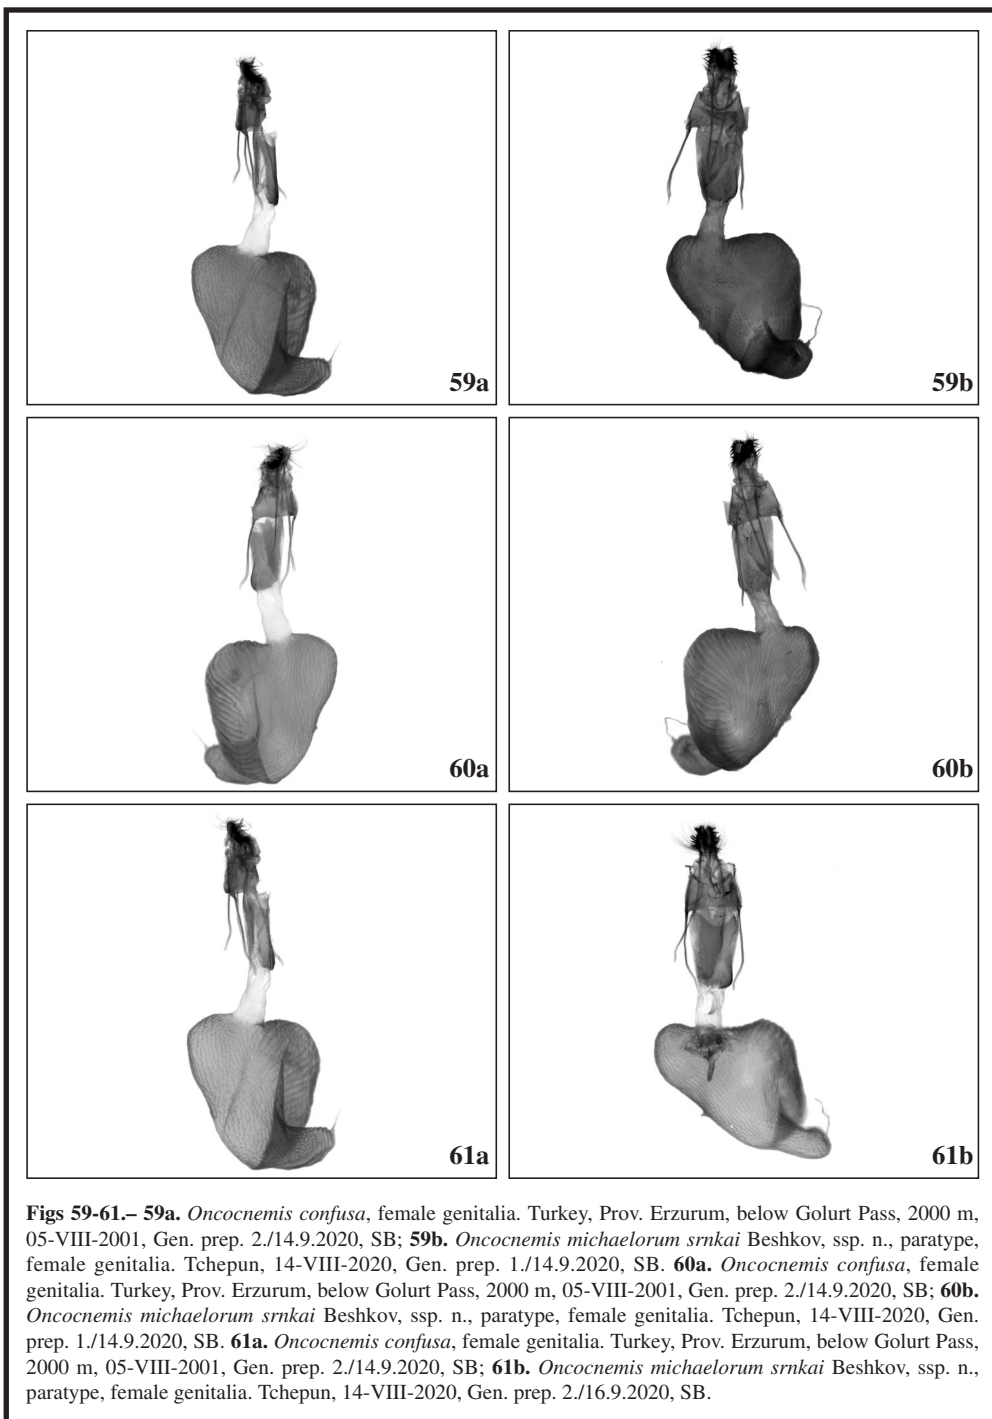 59a
59b
60a
60b
61a
61b
Figs 59-61.– 59a. Oncocnemis confusa, female genitalia. Turkey, Prov. Erzurum, below Golurt Pass, 2000 m,
05-VIII-2001, Gen. prep. 2./14.9.2020, SB; 59b. Oncocnemis michaelorum srnkai Beshkov, ssp. n., paratype,
female genitalia. Tchepun, 14-VIII-2020, Gen. prep. 1./14.9.2020, SB. 60a. Oncocnemis confusa, female
genitalia. Turkey, Prov. Erzurum, below Golurt Pass, 2000 m, 05-VIII-2001, Gen. prep. 2./14.9.2020, SB; 60b.
Oncocnemis michaelorum srnkai Beshkov, ssp. n., paratype, female genitalia. Tchepun, 14-VIII-2020, Gen.
prep. 1./14.9.2020, SB. 61a. Oncocnemis confusa, female genitalia. Turkey, Prov. Erzurum, below Golurt Pass,
2000 m, 05-VIII-2001, Gen. prep. 2./14.9.2020, SB; 61b. Oncocnemis michaelorum srnkai Beshkov, ssp. n.,
paratype, female genitalia. Tchepun, 14-VIII-2020, Gen. prep. 2./16.9.2020, SB.